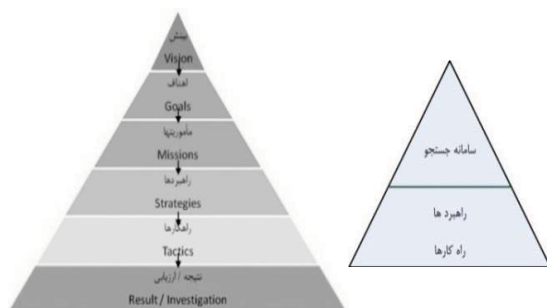 بینش
Vision
اهداف
Goals
مأموریتها
Missions
راهبردها
Strategies
راهکارها
Tactics
نتیجه / ارزیابی
Result / Investigation
سامانه جستجو
راهبرد ها
راه کارها